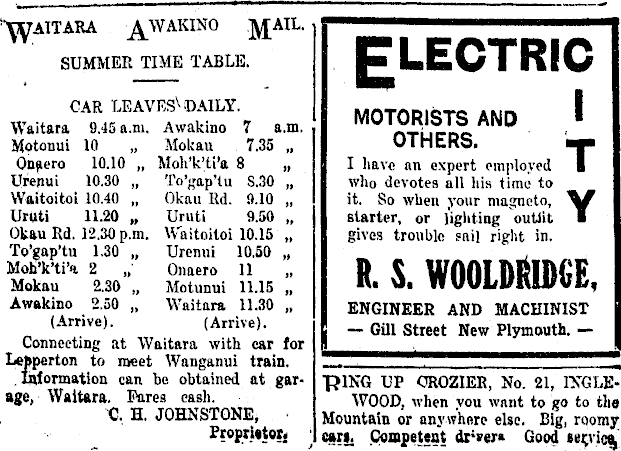 WAITARA AWAKINO MAIL.
SUMMER TIME TABLE.
CAR LEAVES DAILY.
Waitara 9.45 a.m. Awakino 7 a.m.
Motonui 10 „ Mokau 7.35 „
Onaero 10.10 „ Moh'k'ti'a 8 „
Urenui 10.30 „ To'gap'tu 8.30 „
Waitoitoi 10.40 „ Okau Rd. 9.10 „
Uruti 11.20 „ Uruti 9.50 „
Okau Rd. 12.30 p.m. Waitoitoi 10.15 „
To'gap'tu 1.30 „ Urenui 10.50 „
Moh'k'ti'a 2 „ Onaero 11 „
Mokau 2.30 „ Motunui 11.15 „
Awakino 2.50 „ Waitara 11.30 „
(Arrive). (Arrive).
Connecting at Waitara with car for
Lepperton to meet Wanganui train.
Information can be obtained at gar-
age, Waitara. Fares cash.
C. H. JOHNSTONE,
Proprietor.
ELECTRICITY
MOTORISTS AND
OTHERS.
I have an expert employed
who devotes all his time to
it. So when your magneto,
starter, or lighting outfit
gives trouble sail right in.
R. S. WOOLDRIDGE,
ENGINEER AND MACHINIST
— Gill Street New Plymouth. —
RING UP CROZIER, No. 21, INGLE-
WOOD, when you want to go to the
Mountain or anywhere else. Big, roomy
cars. Competent drivers Good service,